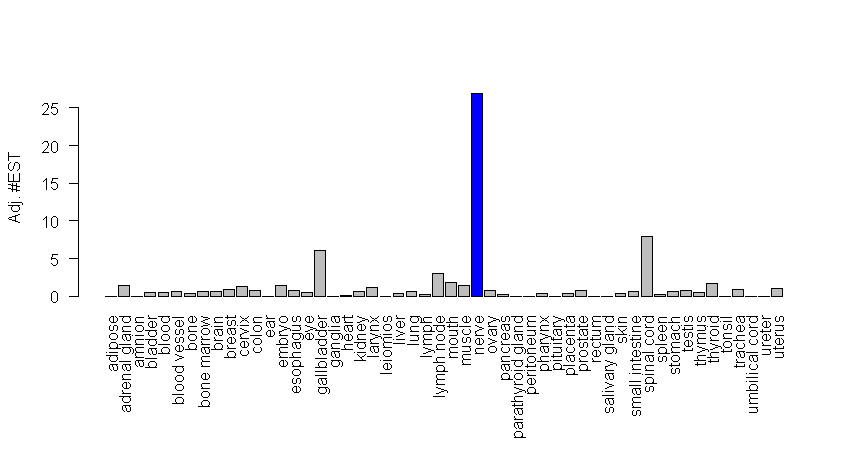 Adj. #EST
25
20
15
10
5
0
adipose
adrenal gland
amnion
bladder
blood
blood vessel
bone
bone marrow
brain
breast
cervix
colon
ear
embryo
esophagus
eye
gallbladder
ganglia
heart
kidney
larynx
leiomios
liver
lung
lymph
lymph node
mouth
muscle
nerve
ovary
pancreas
parathyroid gland
peritoneum
pharynx
pituitary
placenta
prostate
rectum
salivary gland
skin
small intestine
spinal cord
spleen
stomach
testis
thymus
thyroid
tonsil
trachea
umbilical cord
ureter
uterus